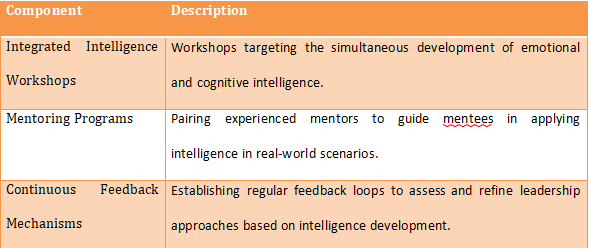 Component Description
Integrated Intelligence Workshops targeting the simultaneous development of emotional
Workshops and cognitive intelligence.
Mentoring Programs Pairing experienced mentors to guide mentees in applying
intelligence in real-world scenarios.
Continuous Feedback Establishing regular feedback loops to assess and refine leadership
Mechanisms approaches based on intelligence development.